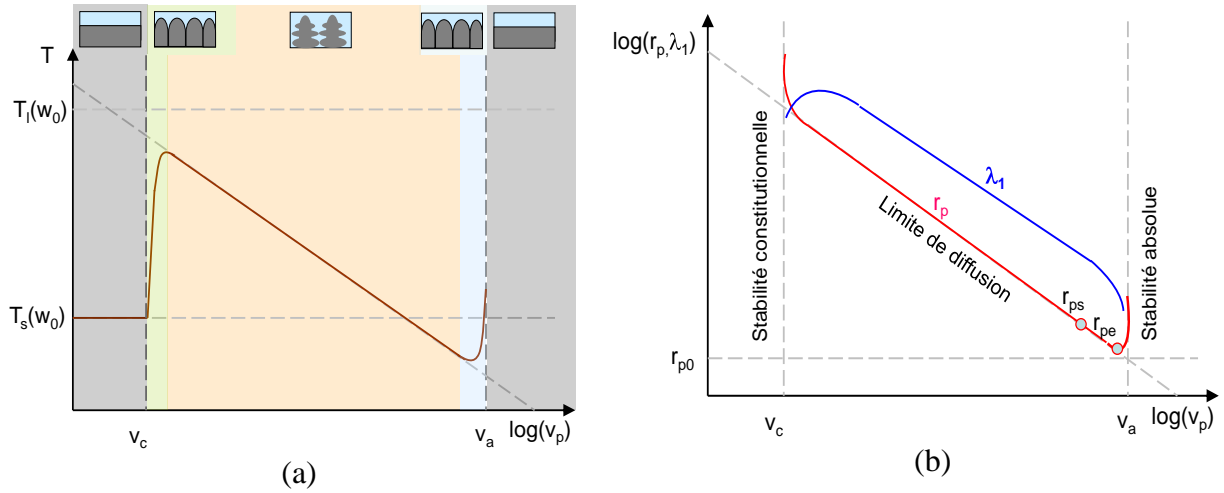 T
T_l(w_0)
T_s(w_0)
v_c
v_a
log(v_p)
(a)
log(r_p,λ_1)
Stabilité constitutionnelle
λ_1
r_p
Limite de diffusion
r_ps
r_pe
Stabilité absolue
r_p0
v_c
v_a
log(v_p)
(b)